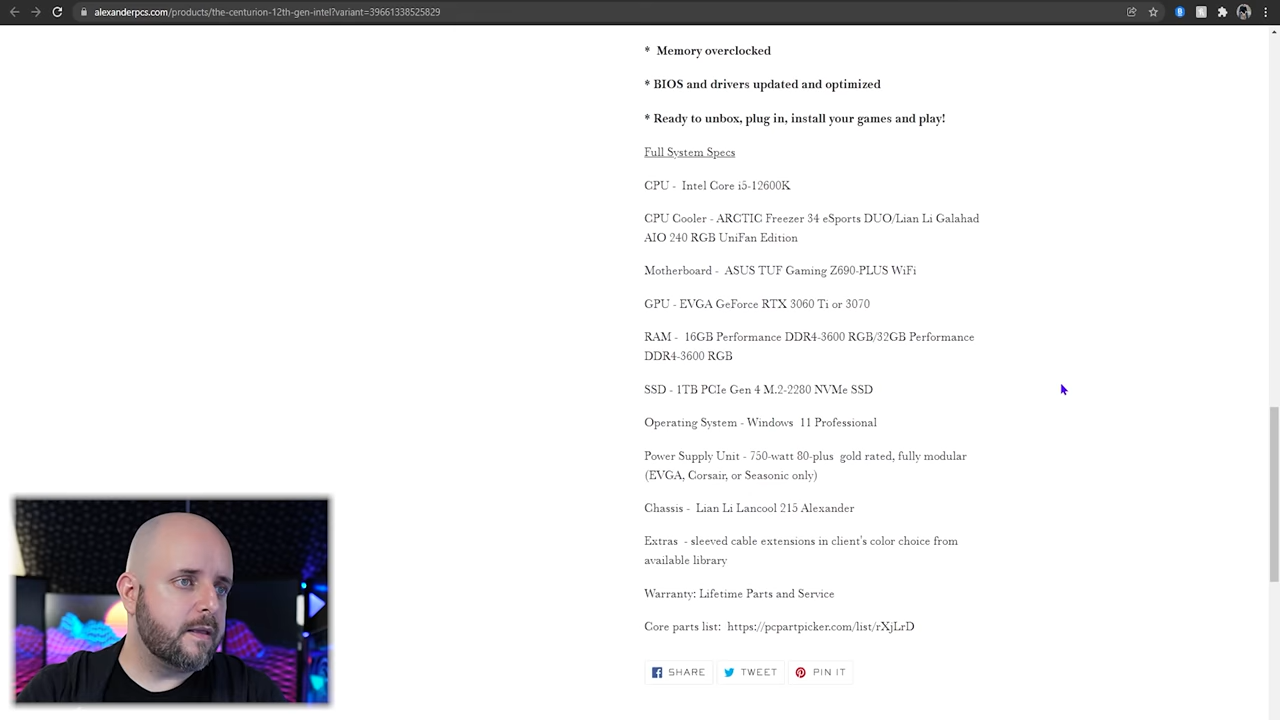 alexanderpcs.com/products/the-centurion-12th-gen-intel?variant=39661338525829
* Memory overclocked
* BIOS and drivers updated and optimized
* Ready to unbox, plug in, install your games and play!
Full System Specs
CPU - Intel Core i5-12600K
CPU Cooler - ARCTIC Freezer 34 eSports DUO/Lian Li Galahad
AIO 240 RGB UniFan Edition
Motherboard - ASUS TUF Gaming Z690-PLUS WiFi
GPU - EVGA GeForce RTX 3060 Ti or 3070
RAM - 16GB Performance DDR4-3600 RGB/32GB Performance
DDR4-3600 RGB
SSD - 1TB PCIe Gen 4 M.2-2280 NVMe SSD
Operating System - Windows 11 Professional
Power Supply Unit - 750-watt 80-plus gold rated, fully modular
(EVGA, Corsair, or Seasonic only)
Chassis - Lian Li Lancool 215 Alexander
Extras - sleeved cable extensions in client's color choice from
available library
Warranty: Lifetime Parts and Service
Core parts list: https://pcpartpicker.com/list/rXjLrD
SHARE TWEET PIN IT